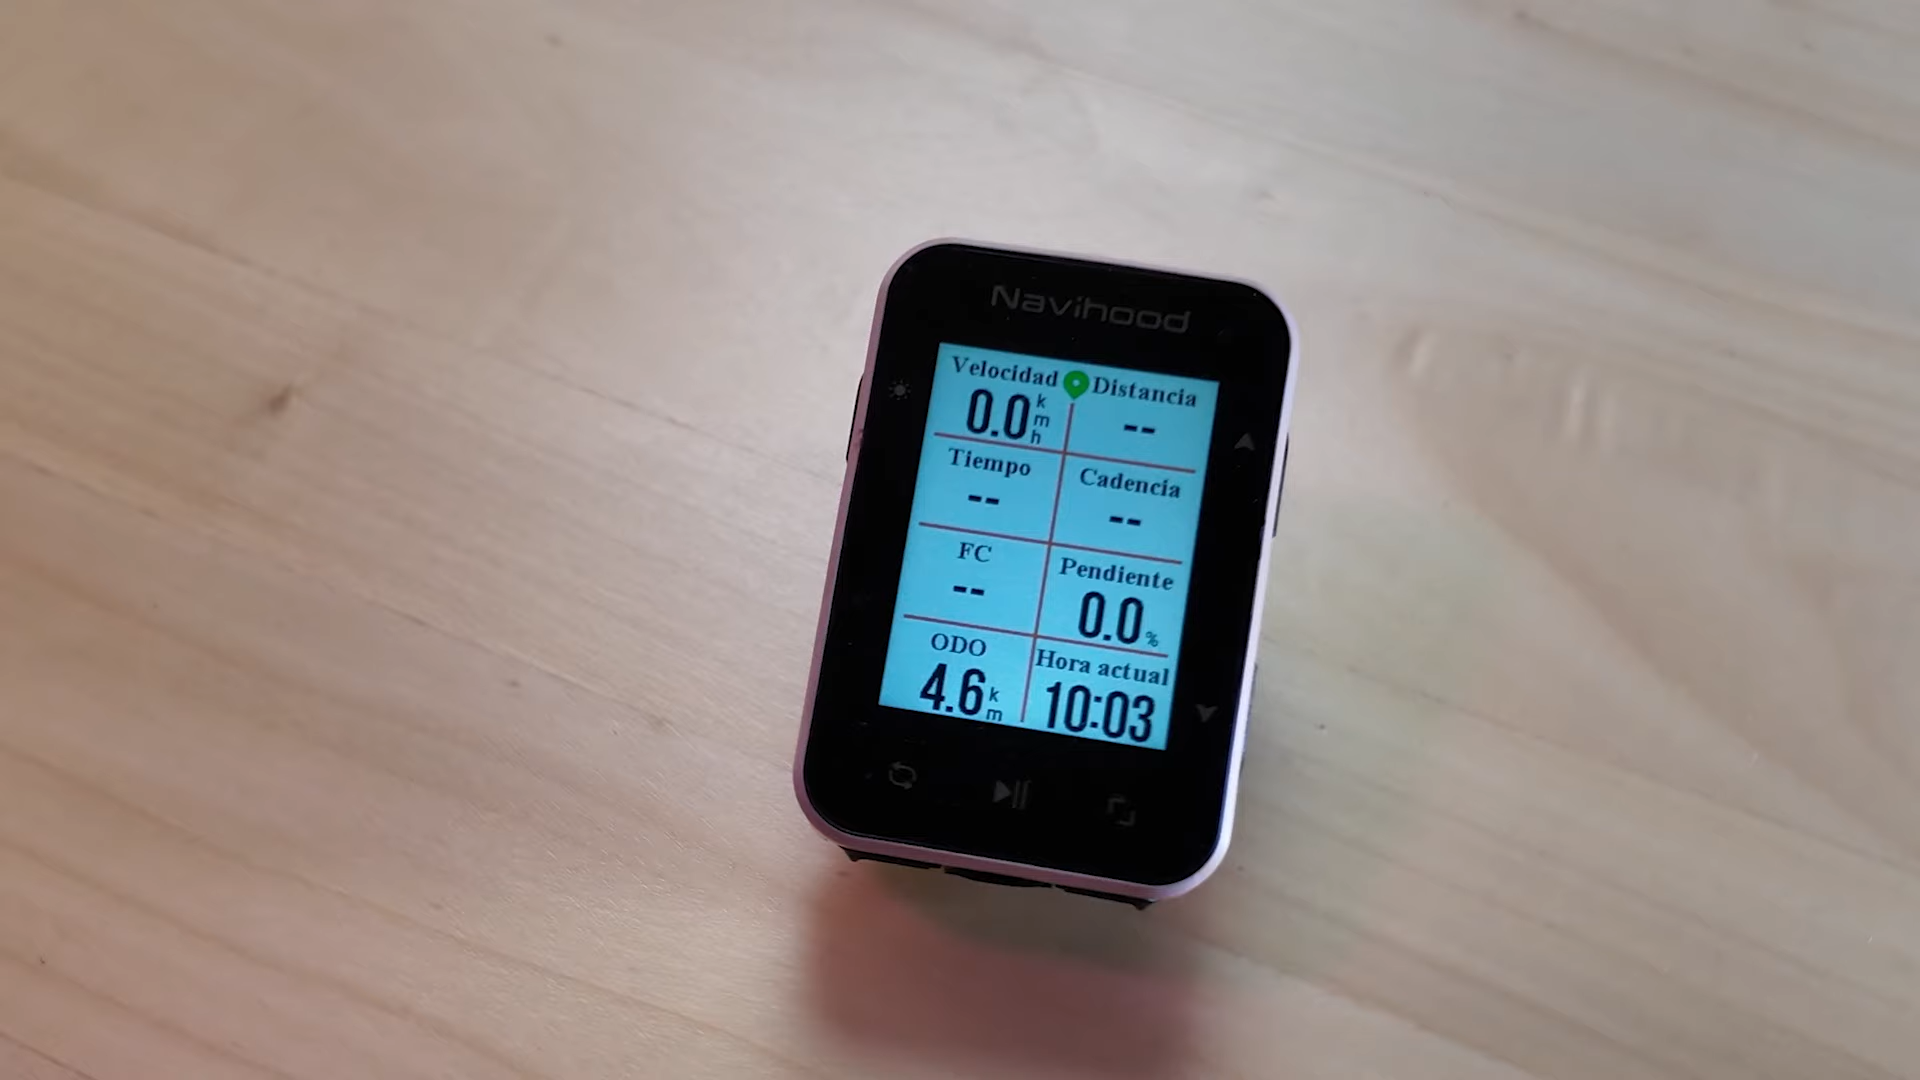 Navihood
Velocidad Distancia
0.0 kmh --
Tiempo Cadencia
-- --
FC Pendiente
-- 0.0 %
ODO Hora actual
4.6 km 10:03